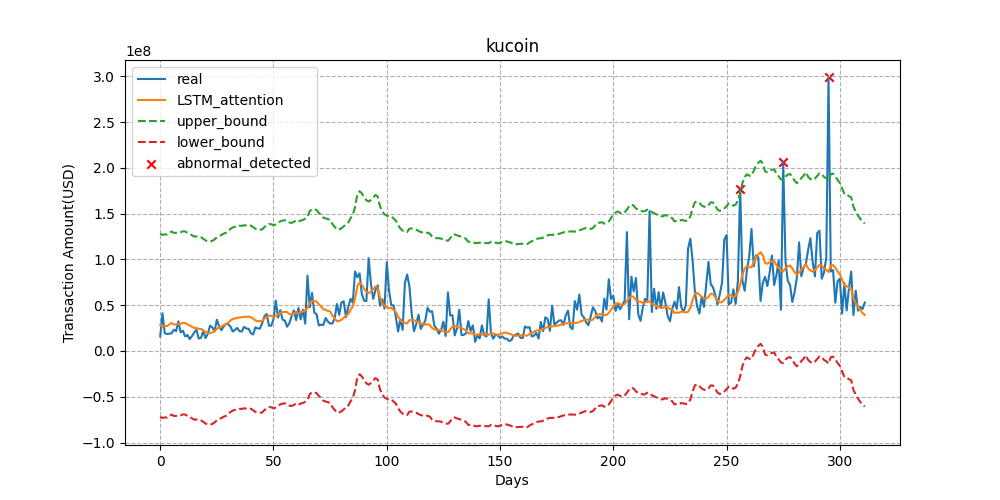 kucoin
1e8
real
LSTM_attention
upper_bound
lower_bound
abnormal_detected
3.0
2.5
2.0
1.5
1.0
0.5
0.0
−0.5
−1.0
Transaction Amount(USD)
0 50 100 150 200 250 300
Days